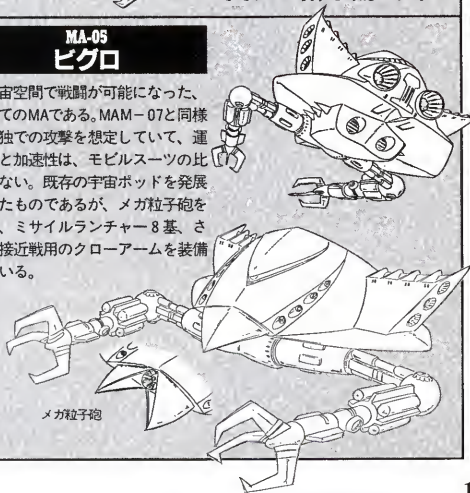 MA-05
ビグロ
宙空間で戦闘が可能になった、
てのMAである。MAM－07と同様
独での攻撃を想定していて、運
と加速性は、モビルスーツの比
ない。既存の宇宙ポッドを発展
たものであるが、メガ粒子砲を
、ミサイルランチャー8基、さ
接近戦用のクローアームを装備
いる。
メガ粒子砲
1